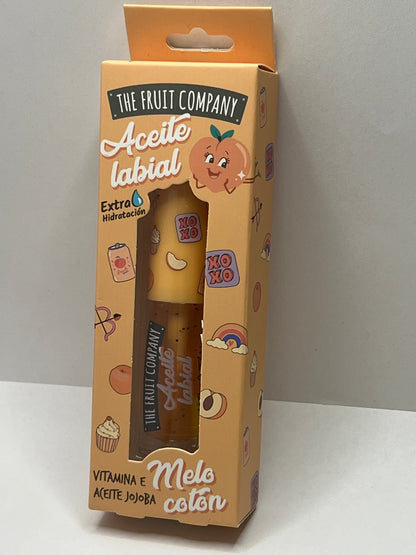 THE FRUIT COMPANY
Aceite
labial
Extra
Hidratación
XO
XO
XO
XO
THE FRUIT COMPANY
Aceite
labial
VITAMINA E
ACEITE JOJOBA
Melo
cotón